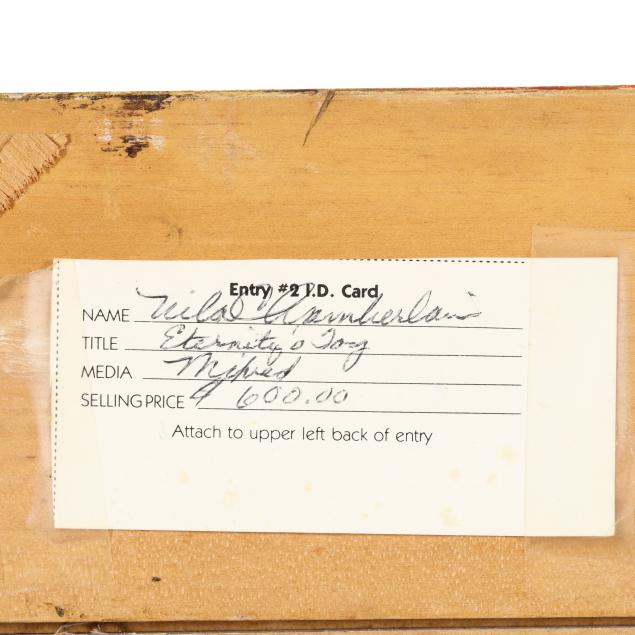 Entry #2 I.D. Card
NAME Chamberlain
TITLE Eternity
MEDIA Mixed
SELLING PRICE $ 600.00
Attach to upper left back of entry